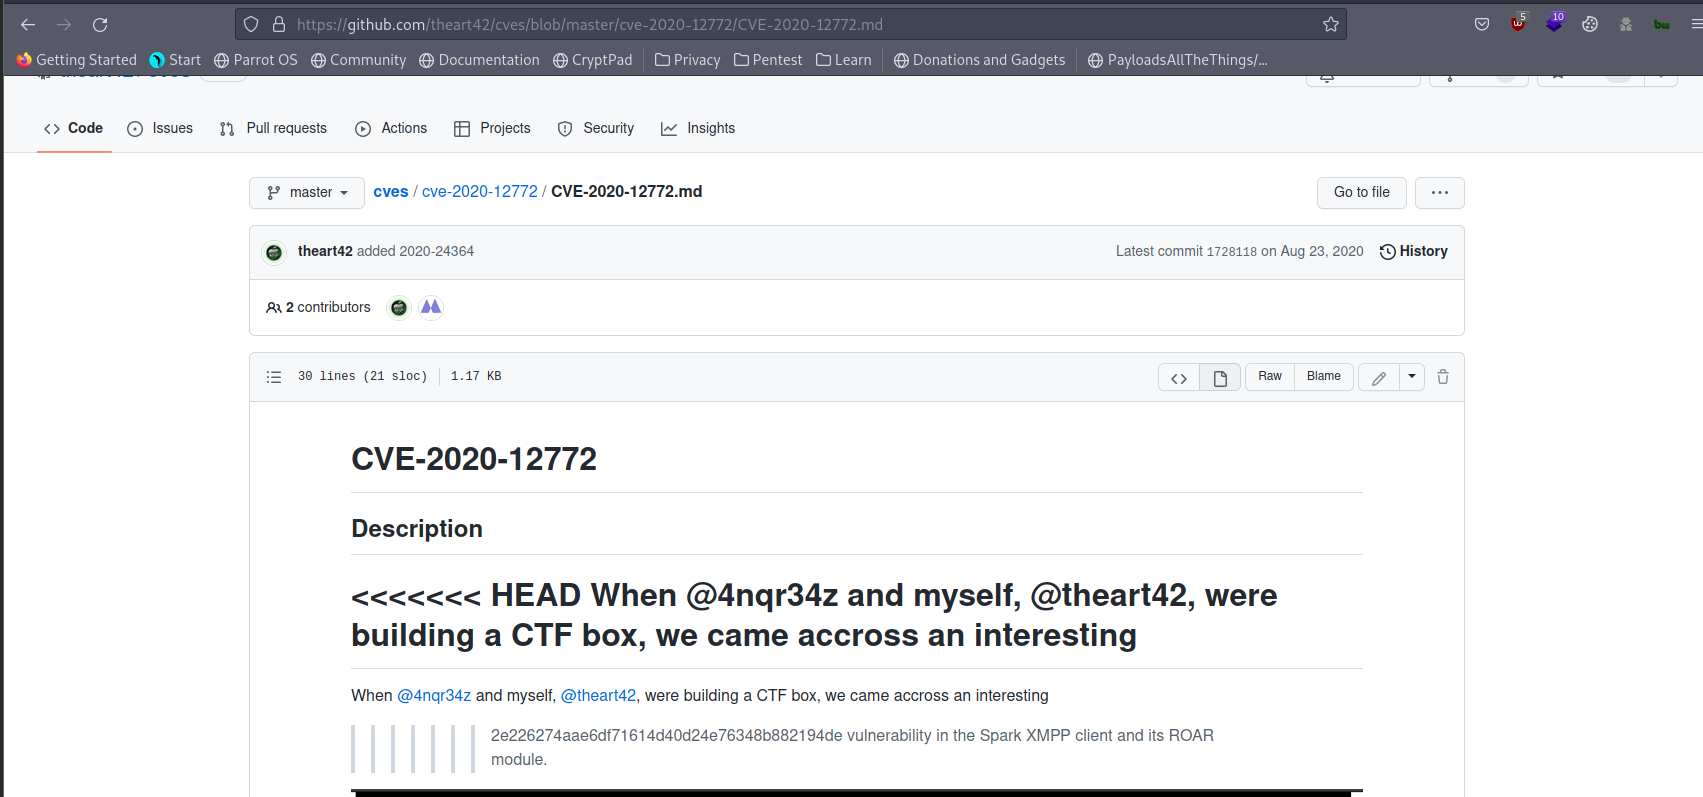 https://github.com/theart42/cves/blob/master/cve-2020-12772/CVE-2020-12772.md
5
10
Getting Started
Start
Parrot OS
Community
Documentation
CryptPad
Privacy
Pentest
Learn
Donations and Gadgets
PayloadsAllTheThings/...
Code
Issues
Pull requests
Actions
Projects
Security
Insights
master
cves / cve-2020-12772 / CVE-2020-12772.md
Go to file
...
theart42 added 2020-24364
Latest commit 1728118 on Aug 23, 2020
History
2 contributors
30 lines (21 sloc)
1.17 KB
Raw
Blame
CVE-2020-12772
Description
<<<<<<< HEAD When @4nqr34z and myself, @theart42, were
building a CTF box, we came accross an interesting
When @4nqr34z and myself, @theart42, were building a CTF box, we came accross an interesting
2e226274aae6df71614d40d24e76348b882194de vulnerability in the Spark XMPP client and its ROAR
module.